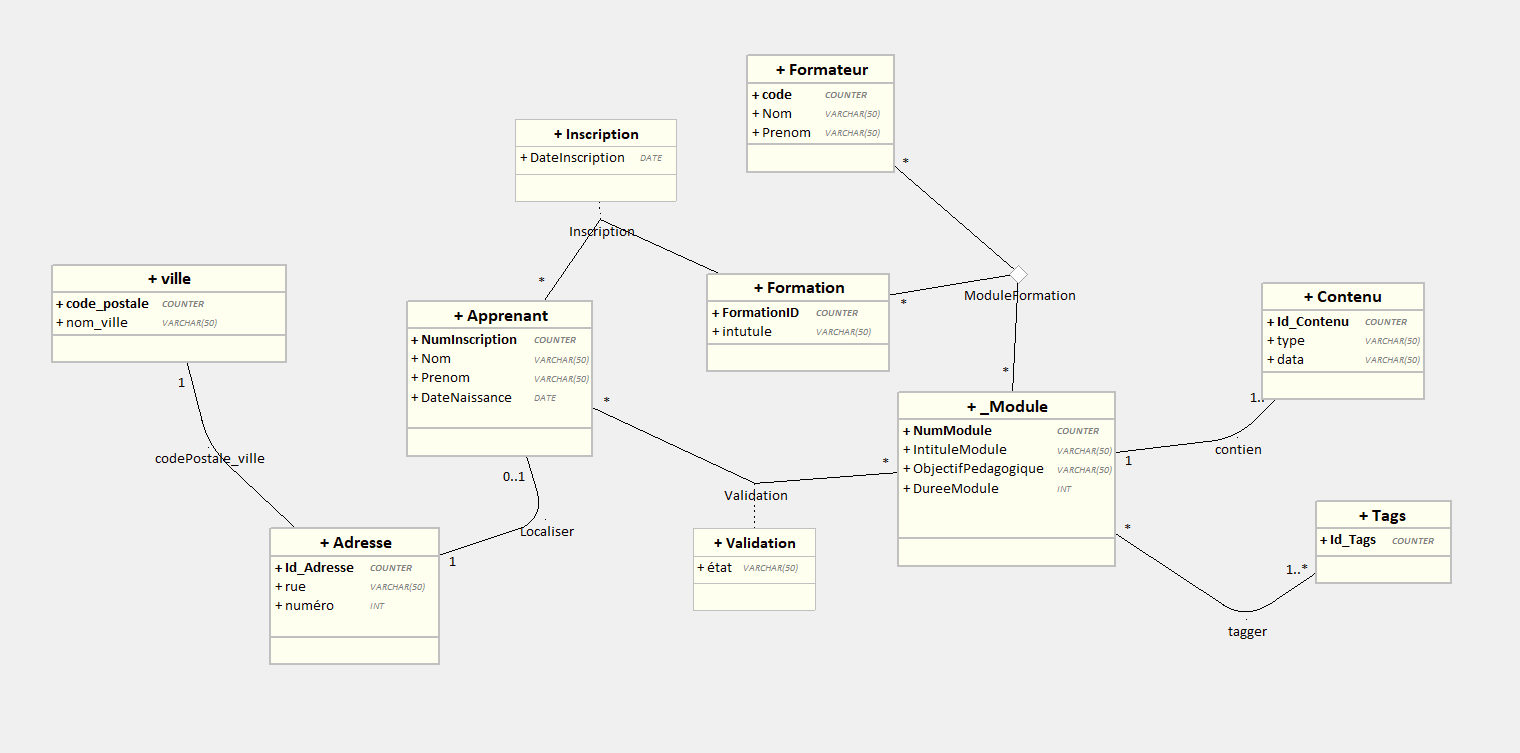 + Formateur
+ code COUNTER
+ Nom VARCHAR(50)
+ Prenom VARCHAR(50)
*
+ Inscription
+ DateInscription DATE
Inscription
*
+ ville
+ code_postale COUNTER
+ nom_ville VARCHAR(50)
1
codePostale_ville
+ Apprenant
+ NumInscription COUNTER
+ Nom VARCHAR(50)
+ Prenom VARCHAR(50)
+ DateNaissance DATE
*
0..1
+ Formation
+ FormationID COUNTER
+ intutule VARCHAR(50)
*
ModuleFormation
*
+ Contenu
+ Id_Contenu COUNTER
+ type VARCHAR(50)
+ data VARCHAR(50)
1..
contien
1
+ _Module
+ NumModule COUNTER
+ IntituleModule VARCHAR(50)
+ ObjectifPedagogique VARCHAR(50)
+ DureeModule INT
*
*
Validation
+ Validation
+ état VARCHAR(50)
Localiser
1
+ Adresse
+ Id_Adresse COUNTER
+ rue VARCHAR(50)
+ numéro INT
+ Tags
+ Id_Tags COUNTER
1..*
tagger